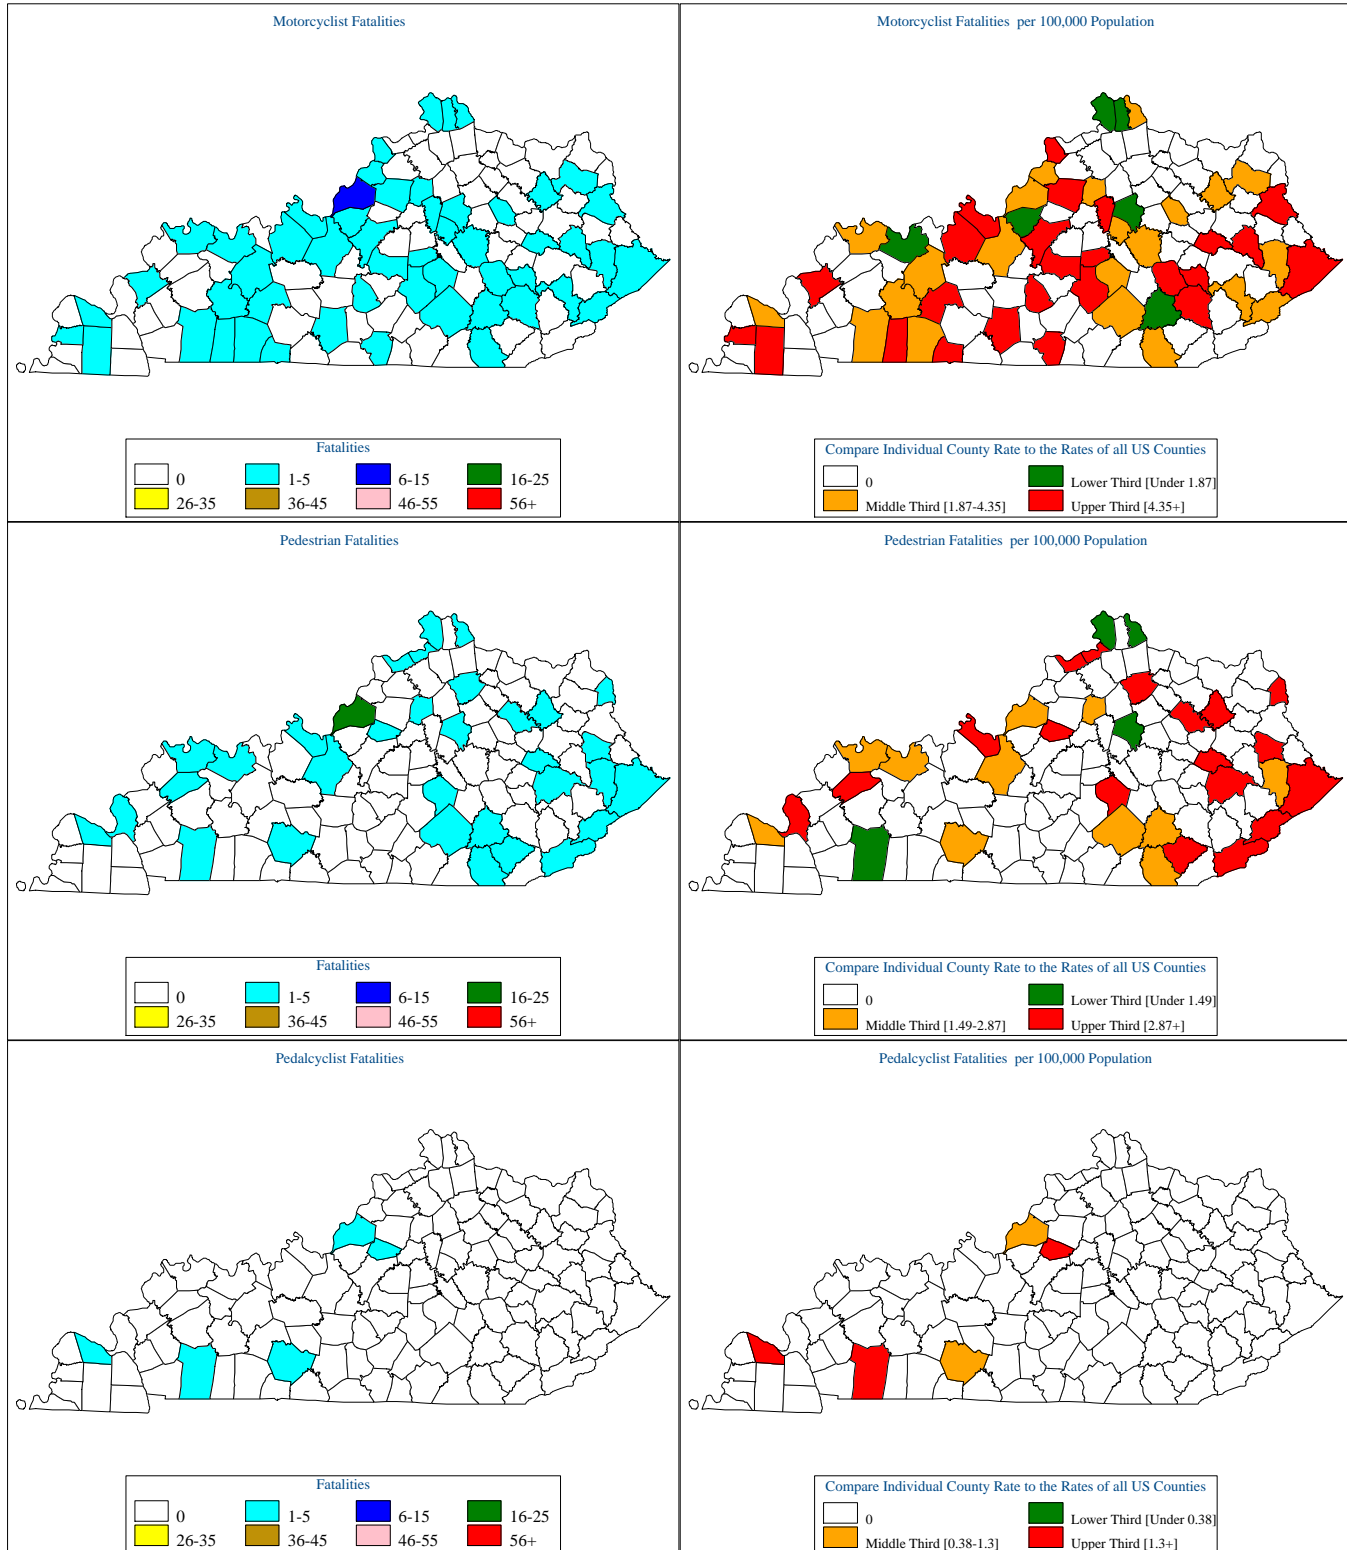 Motorcyclist Fatalities
Fatalities
0 1-5 6-15 16-25
26-35 36-45 46-55 56+
Motorcyclist Fatalities per 100,000 Population
Compare Individual County Rate to the Rates of all US Counties
0 Lower Third [Under 1.87]
Middle Third [1.87-4.35] Upper Third [4.35+]
Pedestrian Fatalities
Fatalities
0 1-5 6-15 16-25
26-35 36-45 46-55 56+
Pedestrian Fatalities per 100,000 Population
Compare Individual County Rate to the Rates of all US Counties
0 Lower Third [Under 1.49]
Middle Third [1.49-2.87] Upper Third [2.87+]
Pedalcyclist Fatalities
Fatalities
0 1-5 6-15 16-25
26-35 36-45 46-55 56+
Pedalcyclist Fatalities per 100,000 Population
Compare Individual County Rate to the Rates of all US Counties
0 Lower Third [Under 0.38]
Middle Third [0.38-1.3] Upper Third [1.3+]